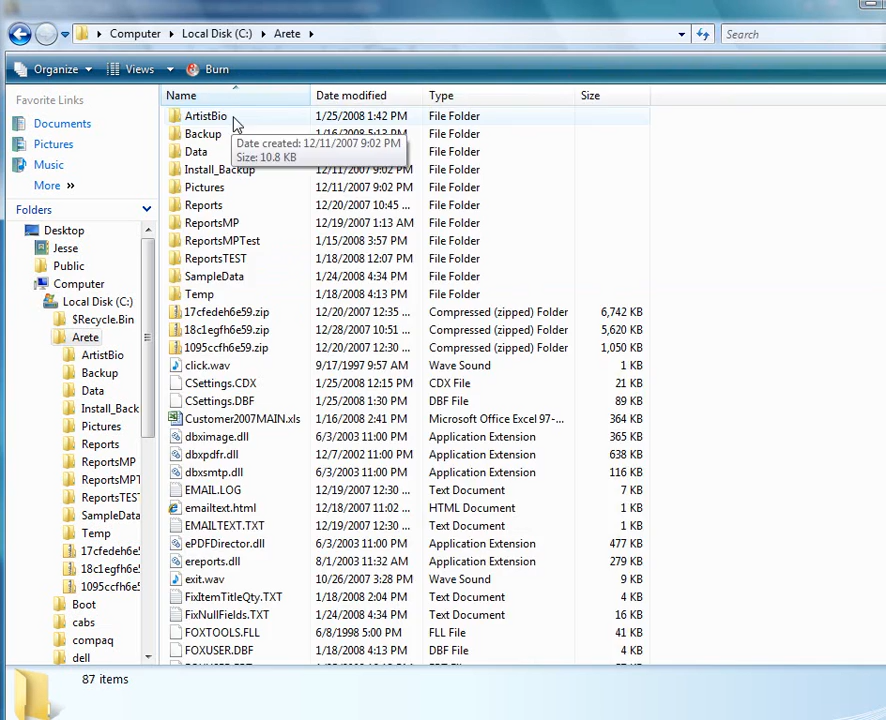 Computer ▸ Local Disk (C:) ▸ Arete ▸ Search
Organize Views Burn
Favorite Links
Documents
Pictures
Music
More »
Folders
Desktop
Jesse
Public
Computer
Local Disk (C:)
$Recycle.Bin
Arete
ArtistBio
Backup
Data
Install_Back
Pictures
Reports
ReportsMP
ReportsMPT
ReportsTEST
SampleData
Temp
17cfedeh6e5
18c1egfh6e5
1095ccfh6e5
Boot
cabs
compaq
dell
Name Date modified Type Size
ArtistBio 1/25/2008 1:42 PM File Folder
Backup 1/16/2008 5:13 PM File Folder
Date created: 12/11/2007 9:02 PM
Size: 10.8 KB
Data File Folder
Install_Backup 12/11/2007 9:02 PM File Folder
Pictures 12/11/2007 9:02 PM File Folder
Reports 12/20/2007 10:45 ... File Folder
ReportsMP 12/19/2007 1:13 AM File Folder
ReportsMPTest 1/15/2008 3:57 PM File Folder
ReportsTEST 1/18/2008 12:07 PM File Folder
SampleData 1/24/2008 4:34 PM File Folder
Temp 1/18/2008 4:13 PM File Folder
17cfedeh6e59.zip 12/20/2007 12:35 ... Compressed (zipped) Folder 6,742 KB
18c1egfh6e59.zip 12/28/2007 10:51 ... Compressed (zipped) Folder 5,620 KB
1095ccfh6e59.zip 12/20/2007 12:30 ... Compressed (zipped) Folder 1,050 KB
click.wav 9/17/1997 9:57 AM Wave Sound 1 KB
CSettings.CDX 1/25/2008 12:15 PM CDX File 21 KB
CSettings.DBF 1/25/2008 1:30 PM DBF File 89 KB
Customer2007MAIN.xls 1/16/2008 2:41 PM Microsoft Office Excel 97-... 364 KB
dbximage.dll 6/3/2003 11:00 PM Application Extension 365 KB
dbxpdfr.dll 12/7/2002 11:00 PM Application Extension 638 KB
dbxsmtp.dll 6/3/2003 11:00 PM Application Extension 116 KB
EMAIL.LOG 12/19/2007 12:30 ... Text Document 7 KB
emailtext.html 12/18/2007 11:02 ... HTML Document 1 KB
EMAILTEXT.TXT 12/19/2007 12:30 ... Text Document 1 KB
ePDFDirector.dll 6/3/2003 11:00 PM Application Extension 477 KB
ereports.dll 8/1/2003 11:32 AM Application Extension 279 KB
exit.wav 10/26/2007 3:28 PM Wave Sound 9 KB
FixItemTitleQty.TXT 1/18/2008 2:04 PM Text Document 4 KB
FixNullFields.TXT 1/24/2008 4:34 PM Text Document 16 KB
FOXTOOLS.FLL 6/8/1998 5:00 PM FLL File 41 KB
FOXUSER.DBF 1/25/2008 1:30 PM DBF File
87 items